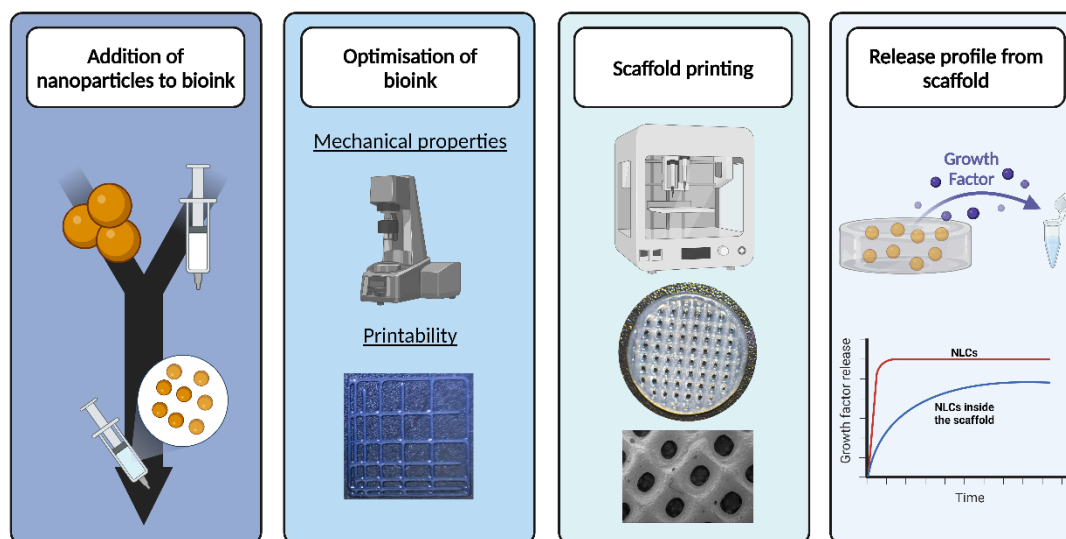 Addition of
nanoparticles to bioink
Optimisation of
bioink
Mechanical properties
Printability
Scaffold printing
Release profile from
scaffold
Growth
Factor
Growth factor release
NLCs
NLCs inside
the scaffold
Time